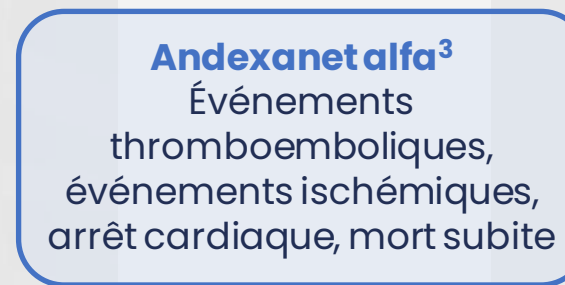 Andexanet alfa³
Événements
thromboemboliques,
événements ischémiques,
arrêt cardiaque, mort subite